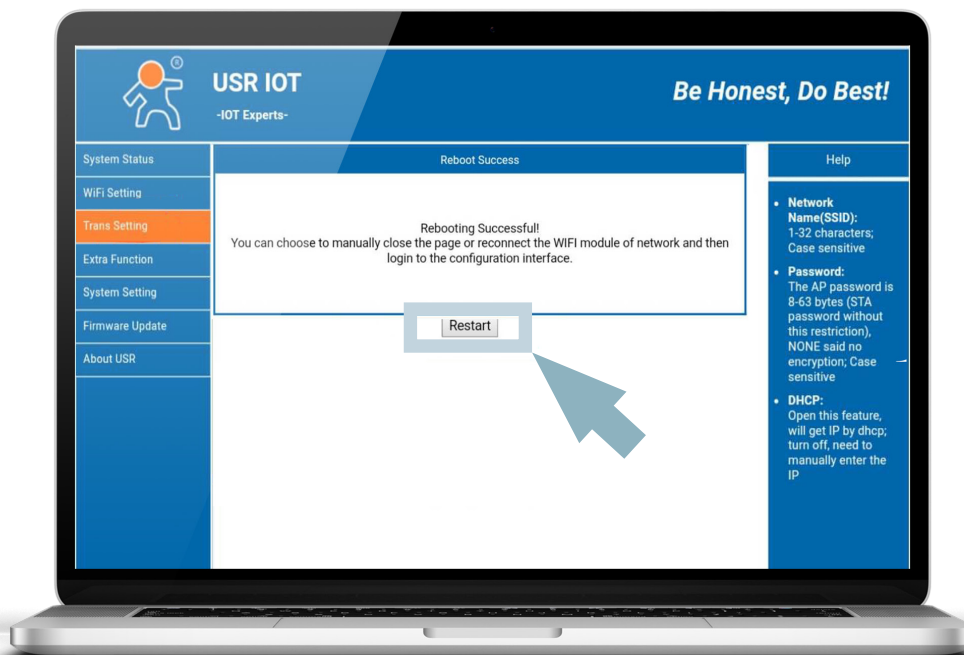 ®
USR IOT
-IOT Experts-
Be Honest, Do Best!
System Status
WiFi Setting
Trans Setting
Extra Function
System Setting
Firmware Update
About USR
Reboot Success
Rebooting Successful!
You can choose to manually close the page or reconnect the WIFI module of network and then
login to the configuration interface.
Restart
Help
• Network
Name(SSID):
1-32 characters;
Case sensitive
• Password:
The AP password is
8-63 bytes (STA
password without
this restriction),
NONE said no
encryption; Case
sensitive
• DHCP:
Open this feature,
will get IP by dhcp;
turn off, need to
manually enter the
IP